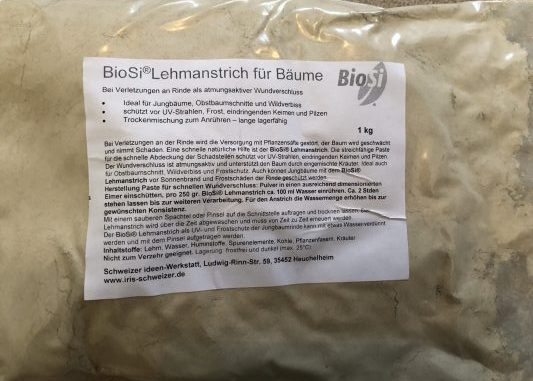 BioSi®Lehmanstrich für Bäume
BioSi
Bei Verletzungen an Rinde als atmungsaktiver Wundverschluss
• Ideal für Jungbäume, Obstbaumschnitte und Wildverbiss
• schützt vor UV-Strahlen, Frost, eindringenden Keimen und Pilzen
• Trockenmischung zum Anrühren – lange lagerfähig
1 kg
Bei Verletzungen an der Rinde wird die Versorgung mit Pflanzensäfte gestört, der Baum wird geschwächt
und nimmt Schaden. Eine schnelle natürliche Hilfe ist der BioSi® Lehmanstrich. Die streichfähige Paste
für die schnelle Abdeckung der Schadstellen schützt vor UV-Strahlen, eindringenden Keimen und Pilzen.
Der Wundverschluss ist atmungsaktiv und unterstützt den Baum durch eingemischte Kräuter. Ideal auch
für Obstbaumschnitt, Wildverbiss und Frostschutz. Auch können Jungbäume mit dem BioSi®
Lehmanstrich vor Sonnenbrand und Frostschäden der Rinde geschützt werden.
Herstellung Paste für schnellen Wundverschluss: Pulver in einen ausreichend dimensionierten
Eimer einschütten, pro 250 gr. BioSi® Lehmanstrich ca. 100 ml Wasser einrühren. Ca. 2 Stden
stehen lassen bis zur weiteren Verarbeitung. Für den Anstrich die Wassermenge erhöhen bis zur
gewünschten Konsistenz.
Mit einem sauberen Spachtel oder Pinsel auf die Schnittstelle auftragen und trocknen lassen. Der
Lehmanstrich wird über die Zeit abgewaschen und muss von Zeit zu Zeit erneuert werden.
Der BioSi® Lehmanstrich als UV- und Frostschutz der Jungbaumrinde kann mit etwas Wasser verdünnt
werden und mit dem Pinsel aufgetragen werden.
Inhaltsstoffe: Lehm, Wasser, Huminstoffe, Spurenelemente, Kohle, Pflanzenfasern, Kräuter
Nicht zum Verzehr geeignet. Lagerung: frostfrei und dunkel (max. 25°C)
Schweizer Ideen-Werkstatt, Ludwig-Rinn-Str. 59, 35452 Heuchelheim
www.iris-schweizer.de